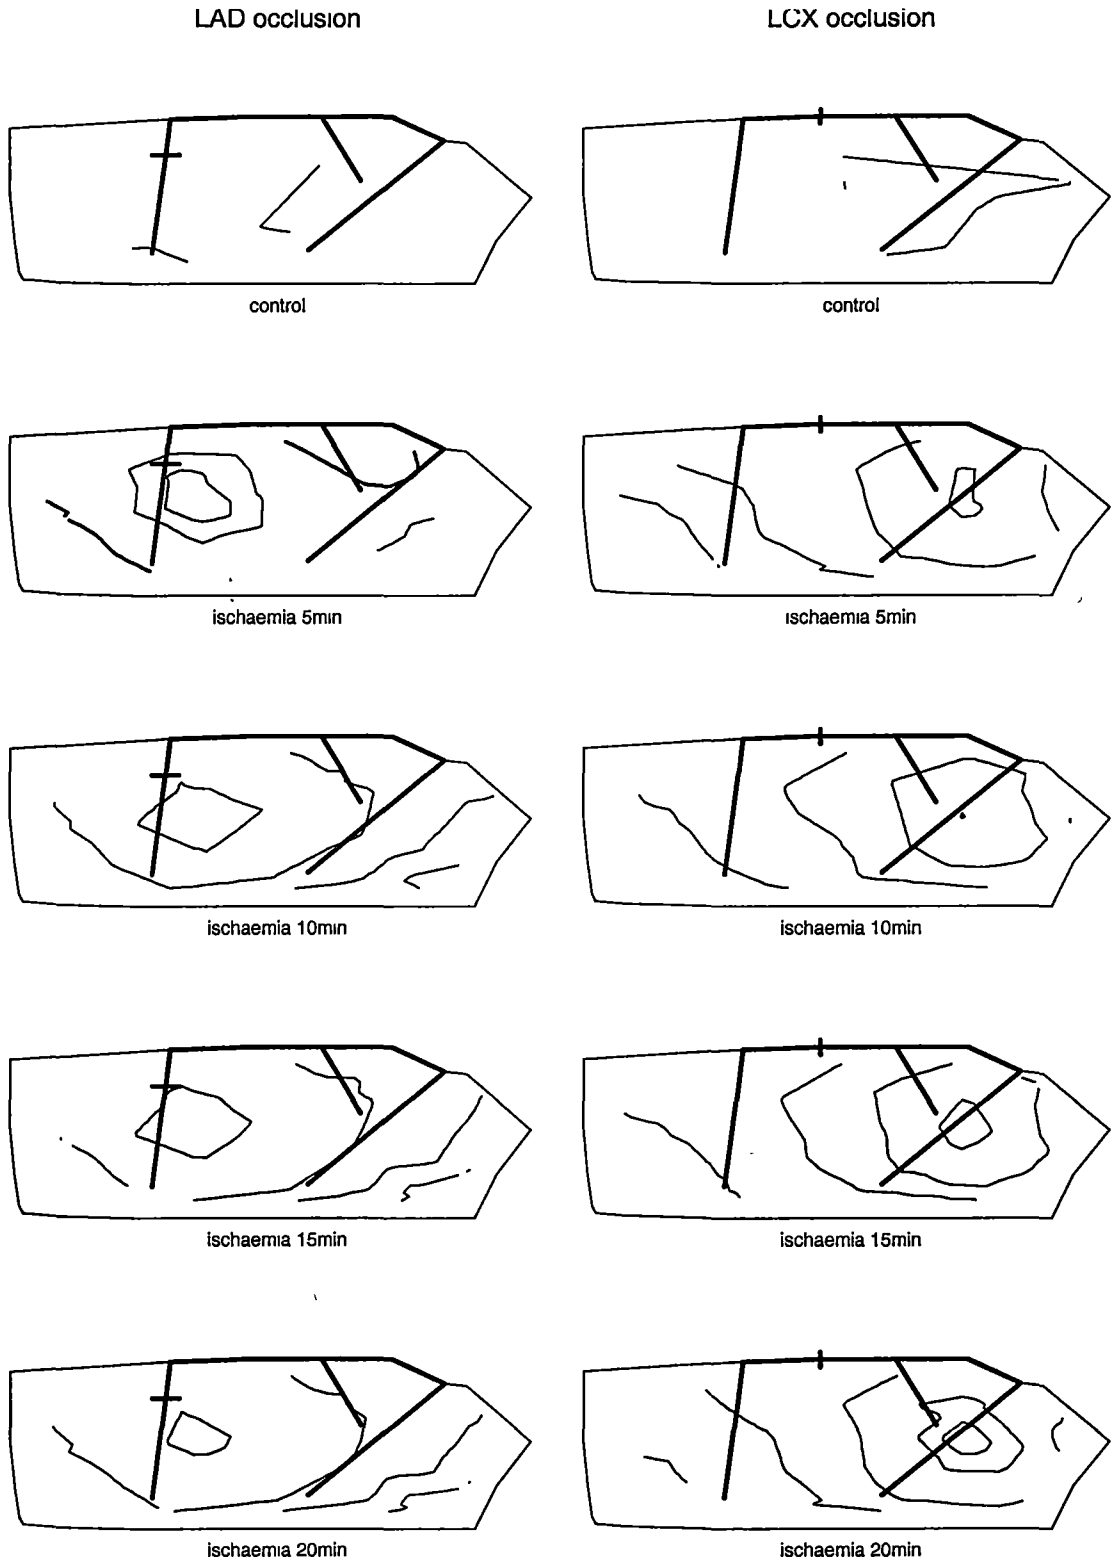 LAD occlusion LCX occlusion
control control
ischaemia 5min ischaemia 5min
ischaemia 10min ischaemia 10min
ischaemia 15min ischaemia 15min
ischaemia 20min ischaemia 20min